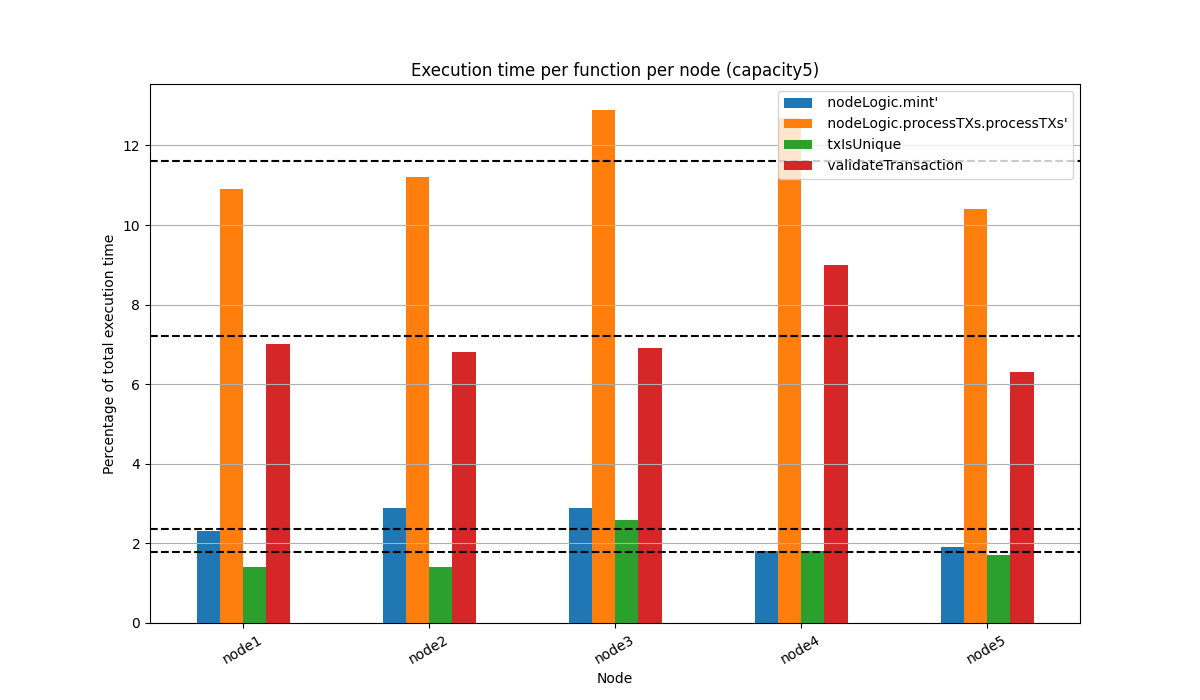 Execution time per function per node (capacity5)
nodeLogic.mint'
nodeLogic.processTXs.processTXs'
txIsUnique
validateTransaction
Percentage of total execution time
12
10
8
6
4
2
0
node1
node2
node3
node4
node5
Node